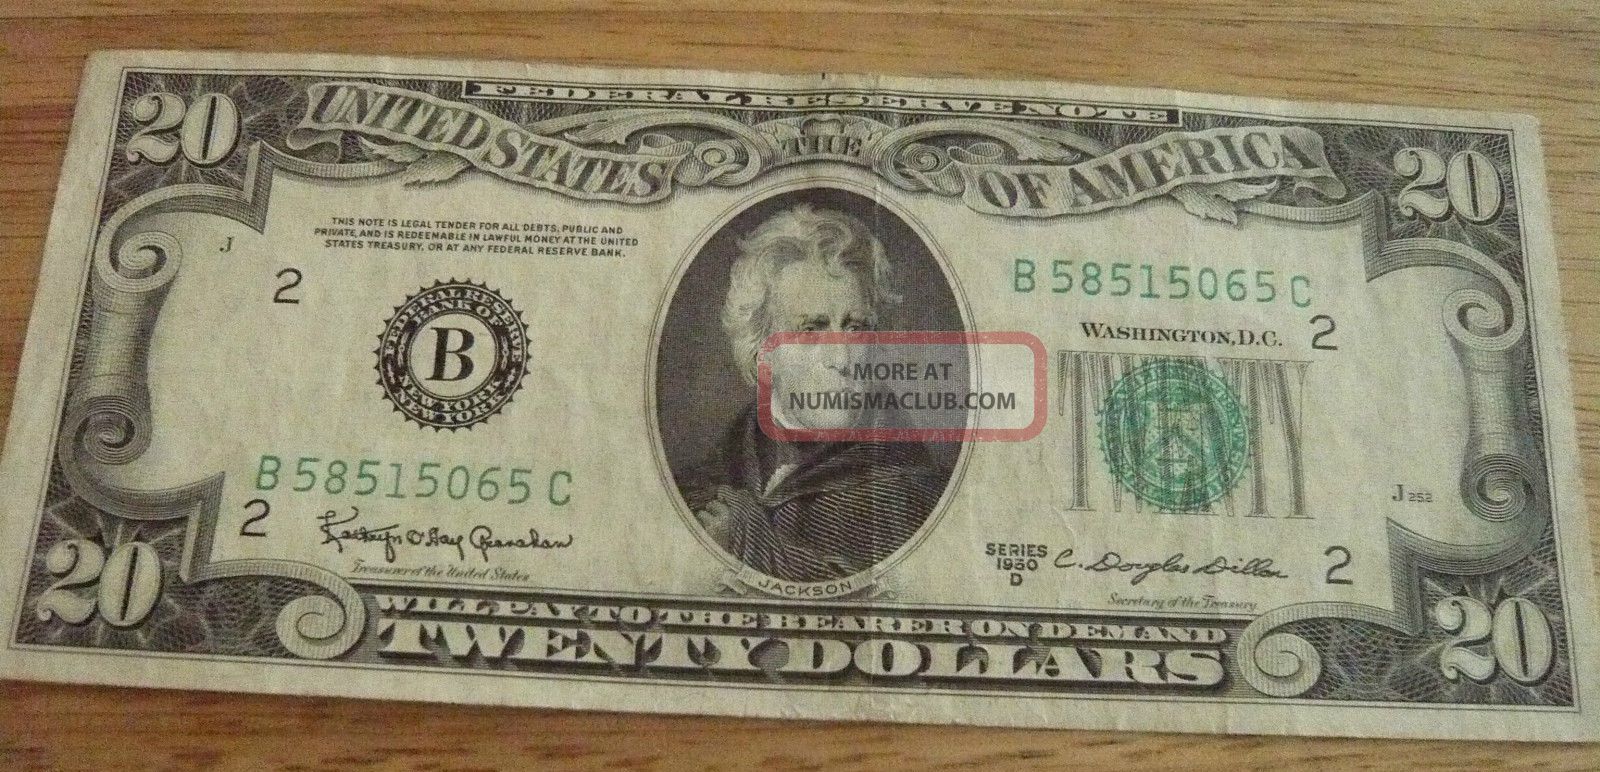 FEDERAL RESERVE NOTE
20
UNITED STATES
THE
OF AMERICA
20
THIS NOTE IS LEGAL TENDER FOR ALL DEBTS, PUBLIC AND
PRIVATE, AND IS REDEEMABLE IN LAWFUL MONEY AT THE UNITED
STATES TREASURY, OR AT ANY FEDERAL RESERVE BANK.
J
2
B 58515065 C
WASHINGTON, D.C.
2
FEDERAL RESERVE
BANK OF
B
NEW YORK
NEW YORK
MORE AT
NUMISMACLUB.COM
B 58515065 C
2
J 252
Kathryn O'Hay Granahan
Treasurer of the United States
JACKSON
SERIES
1950
D
C. Douglas Dillon
Secretary of the Treasury
2
20
WILL PAY TO THE BEARER ON DEMAND
TWENTY DOLLARS
20